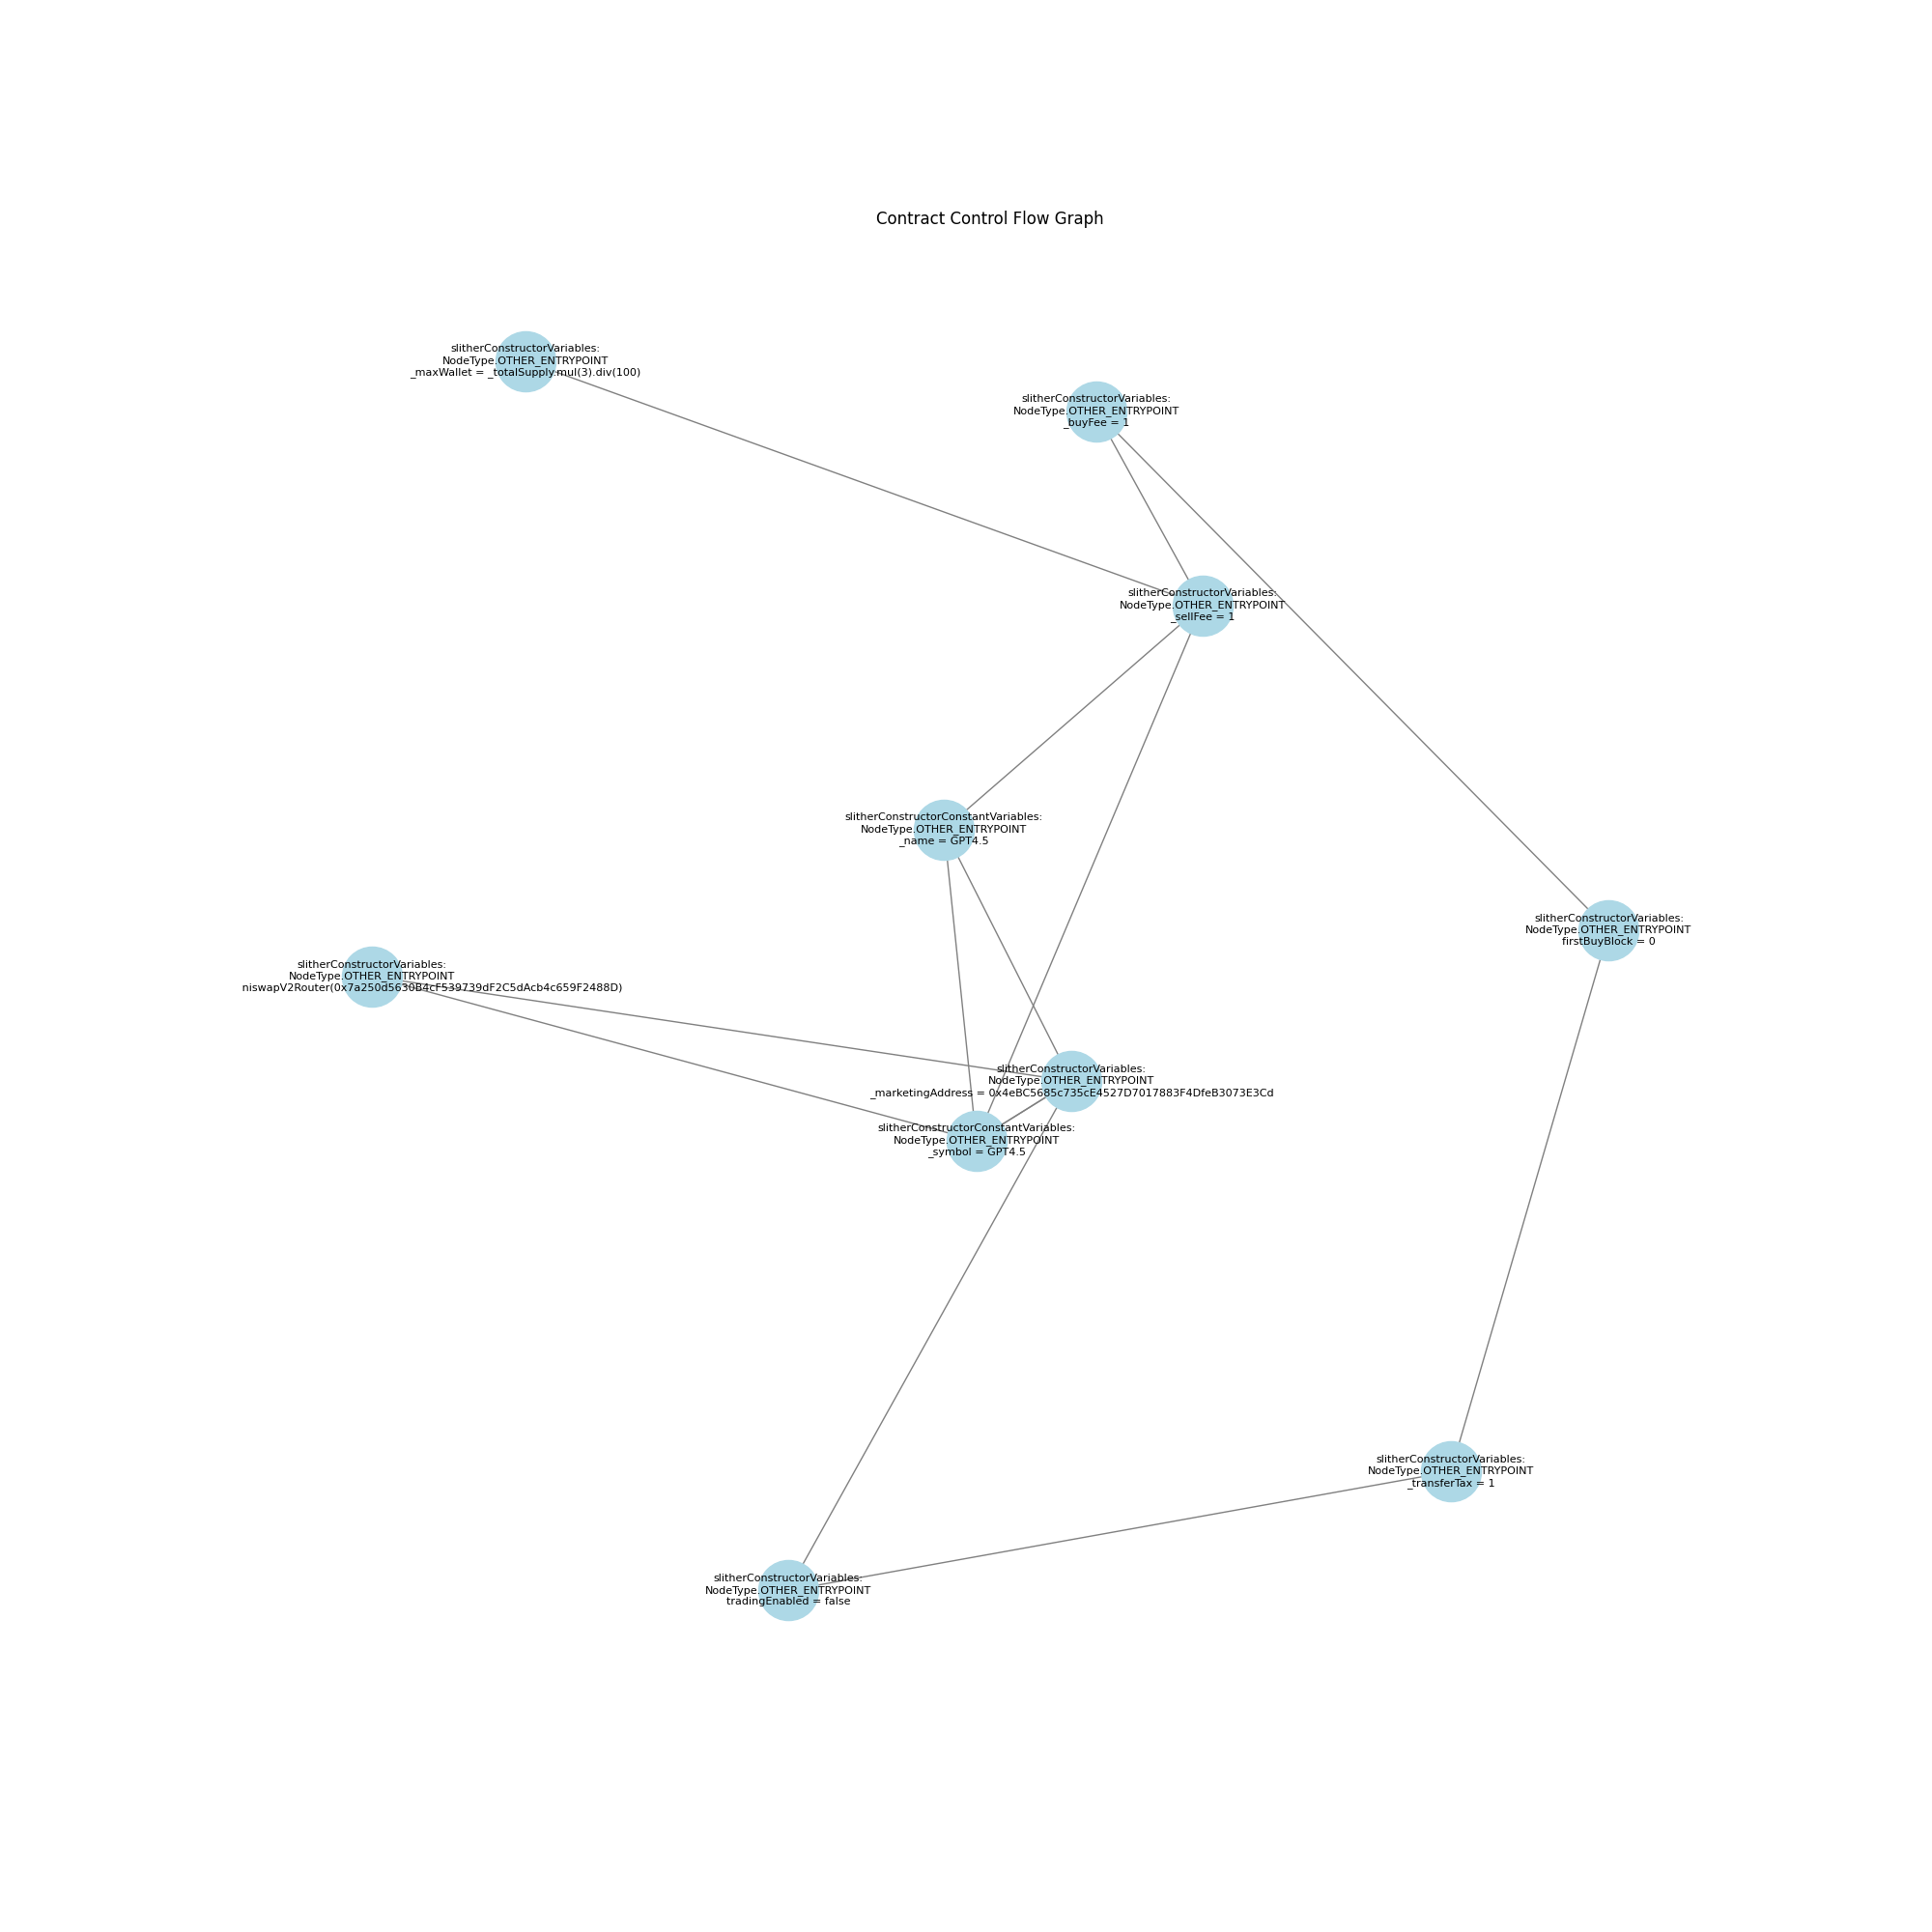 Contract Control Flow Graph
slitherConstructorVariables:
NodeType.OTHER_ENTRYPOINT
_maxWallet = _totalSupply.mul(3).div(100)
slitherConstructorVariables:
NodeType.OTHER_ENTRYPOINT
_buyFee = 1
slitherConstructorVariables:
NodeType.OTHER_ENTRYPOINT
_sellFee = 1
slitherConstructorConstantVariables:
NodeType.OTHER_ENTRYPOINT
_name = GPT4.5
slitherConstructorVariables:
NodeType.OTHER_ENTRYPOINT
firstBuyBlock = 0
slitherConstructorVariables:
NodeType.OTHER_ENTRYPOINT
niswapV2Router(0x7a250d5630B4cF539739dF2C5dAcb4c659F2488D)
slitherConstructorVariables:
NodeType.OTHER_ENTRYPOINT
_marketingAddress = 0x4eBC5685c735cE4527D7017883F4DfeB3073E3Cd
slitherConstructorConstantVariables:
NodeType.OTHER_ENTRYPOINT
_symbol = GPT4.5
slitherConstructorVariables:
NodeType.OTHER_ENTRYPOINT
_transferTax = 1
slitherConstructorVariables:
NodeType.OTHER_ENTRYPOINT
tradingEnabled = false